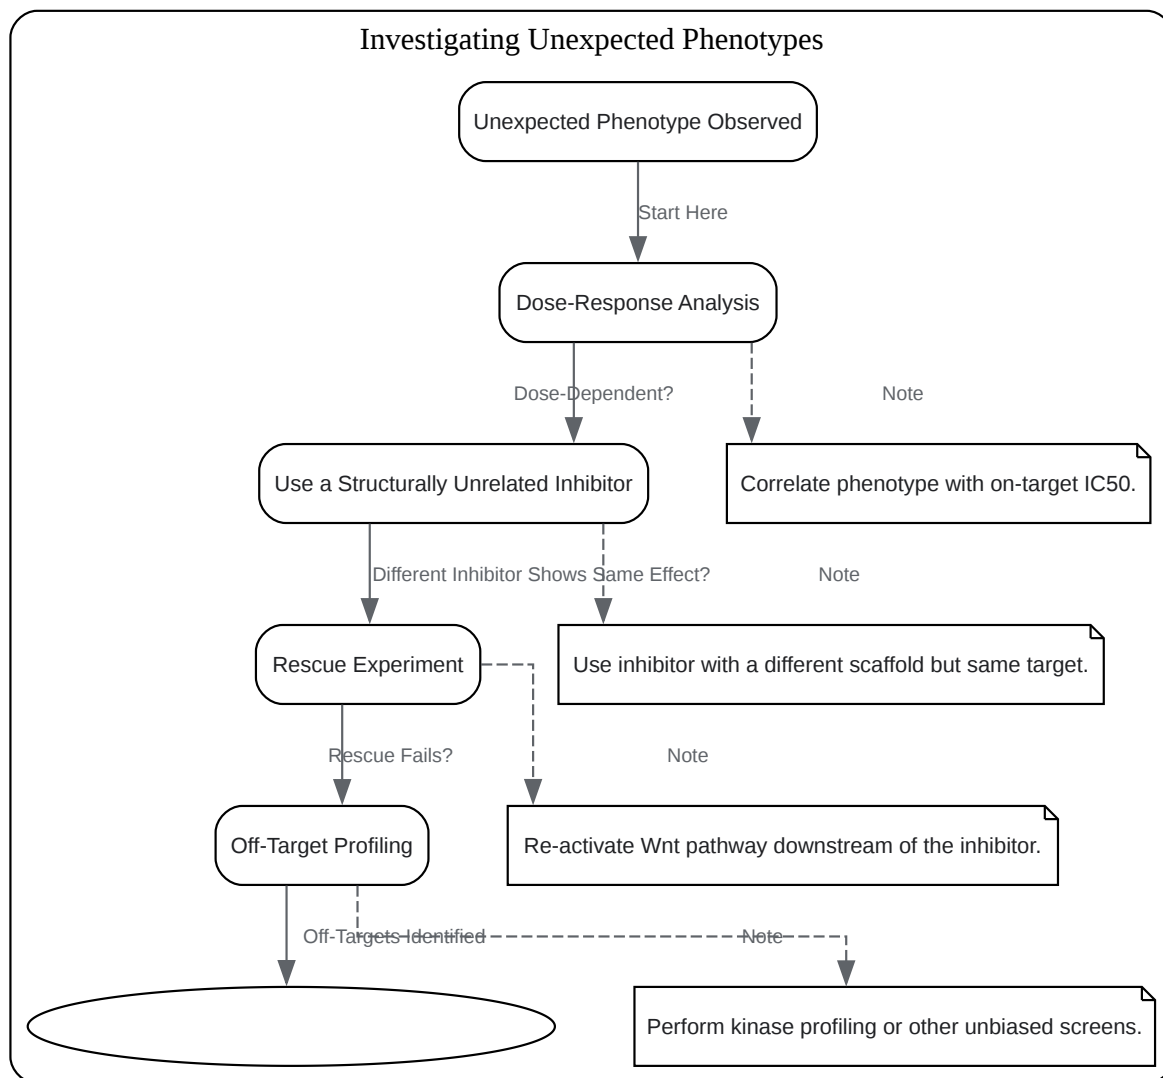 Investigating Unexpected Phenotypes
Unexpected Phenotype Observed
Start Here
Dose-Response Analysis
Dose-Dependent?
Note
Use a Structurally Unrelated Inhibitor
Correlate phenotype with on-target IC50.
Different Inhibitor Shows Same Effect?
Note
Rescue Experiment
Use inhibitor with a different scaffold but same target.
Rescue Fails?
Note
Off-Target Profiling
Re-activate Wnt pathway downstream of the inhibitor.
Off-Targets Identified
Note
Perform kinase profiling or other unbiased screens.